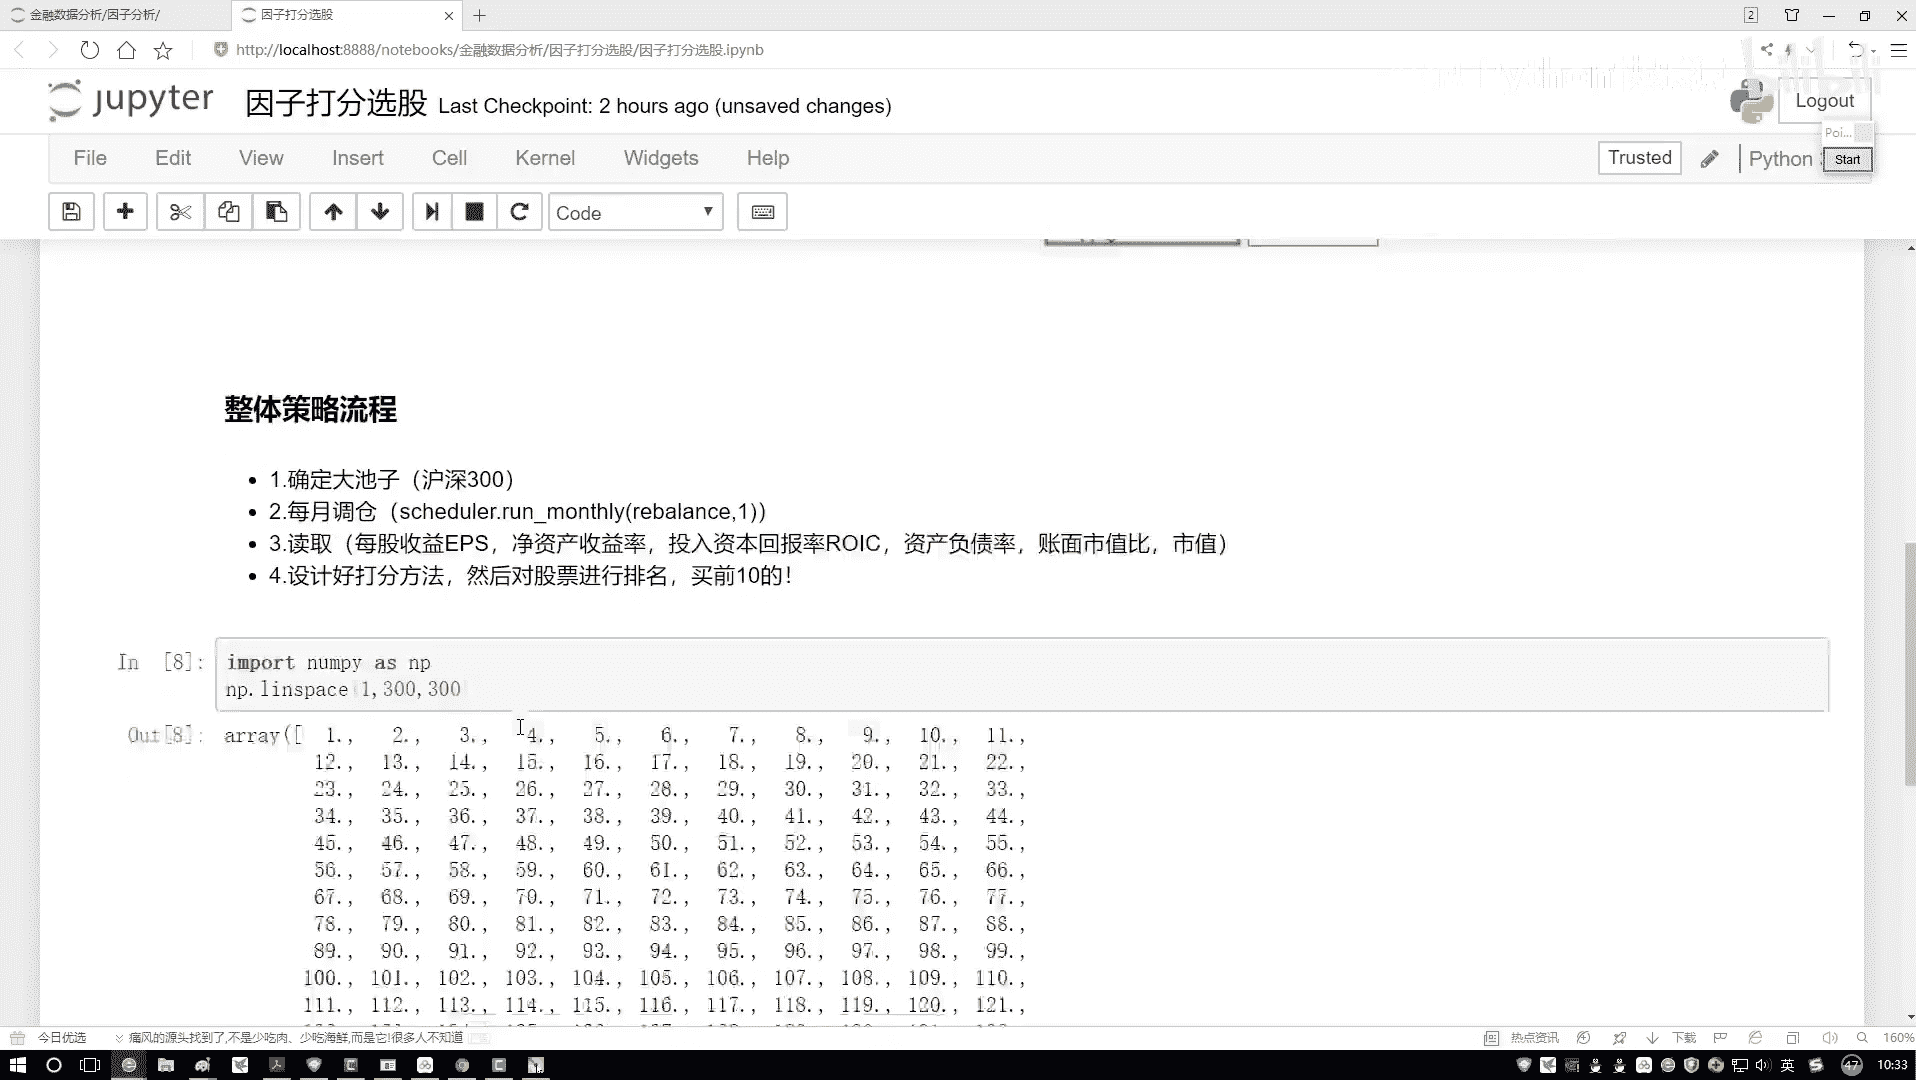 金融数据分析/因子分析/
因子打分选股
2
http://localhost:8888/notebooks/金融数据分析/因子打分选股/因子打分选股.ipynb
jupyter 因子打分选股 Last Checkpoint: 2 hours ago (unsaved changes)
bilibili
Logout
Poi...
Start
File Edit View Insert Cell Kernel Widgets Help
Trusted
Python
Code
整体策略流程
• 1.确定大池子（沪深300）
• 2.每月调仓（scheduler.run_monthly(rebalance,1)）
• 3.读取（每股收益EPS，净资产收益率，投入资本回报率ROIC，资产负债率，账面市值比，市值）
• 4.设计好打分方法，然后对股票进行排名，买前10的！
In [8]: import numpy as np
np.linspace(1,300,300)
Out[8]: array([ 1., 2., 3., 4., 5., 6., 7., 8., 9., 10., 11.,
12., 13., 14., 15., 16., 17., 18., 19., 20., 21., 22.,
23., 24., 25., 26., 27., 28., 29., 30., 31., 32., 33.,
34., 35., 36., 37., 38., 39., 40., 41., 42., 43., 44.,
45., 46., 47., 48., 49., 50., 51., 52., 53., 54., 55.,
56., 57., 58., 59., 60., 61., 62., 63., 64., 65., 66.,
67., 68., 69., 70., 71., 72., 73., 74., 75., 76., 77.,
78., 79., 80., 81., 82., 83., 84., 85., 86., 87., 88.,
89., 90., 91., 92., 93., 94., 95., 96., 97., 98., 99.,
100., 101., 102., 103., 104., 105., 106., 107., 108., 109., 110.,
111., 112., 113., 114., 115., 116., 117., 118., 119., 120., 121.,
今日优选 痛风的源头找到了,不是少吃肉、少吃海鲜,而是它!很多人不知道
热点资讯 下载 160%
英 47 10:33